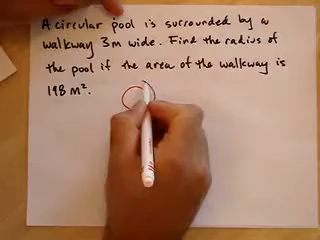 A circular pool is surrounded by a
walkway 3m wide. Find the radius of
the pool if the area of the walkway is
198 m².